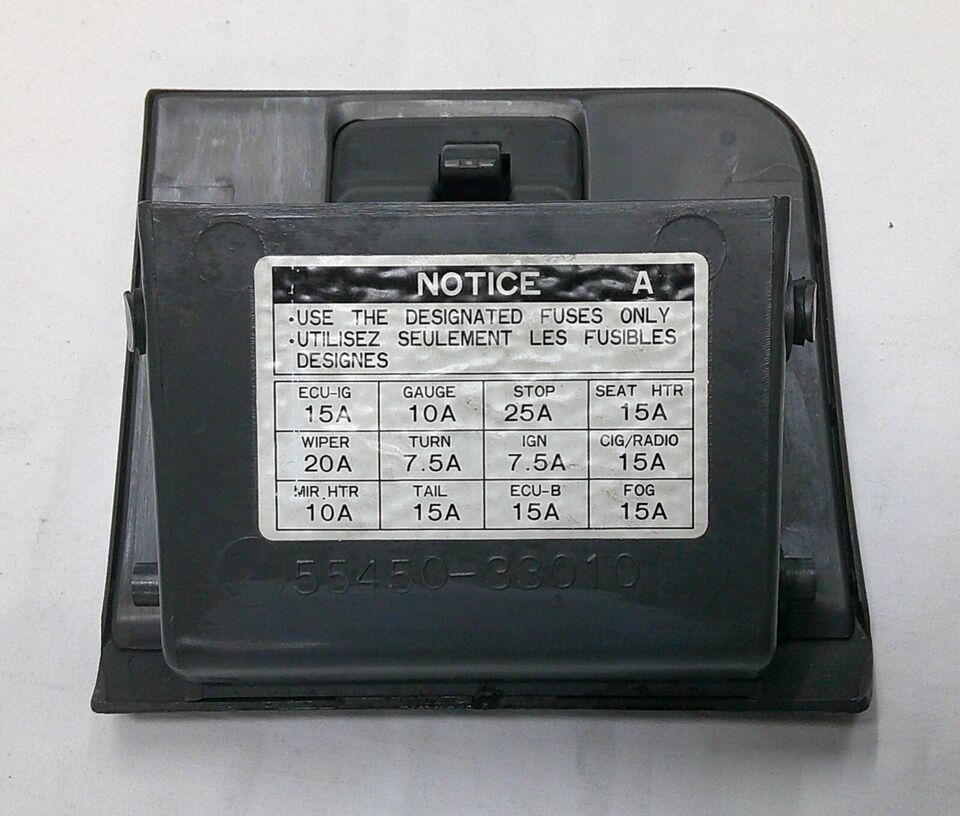 NOTICE A
·USE THE DESIGNATED FUSES ONLY
·UTILISEZ SEULEMENT LES FUSIBLES
DESIGNES
ECU-IG GAUGE STOP SEAT HTR
15A 10A 25A 15A
WIPER TURN IGN CIG/RADIO
20A 7.5A 7.5A 15A
MIR HTR TAIL ECU-B FOG
10A 15A 15A 15A
55450-33010